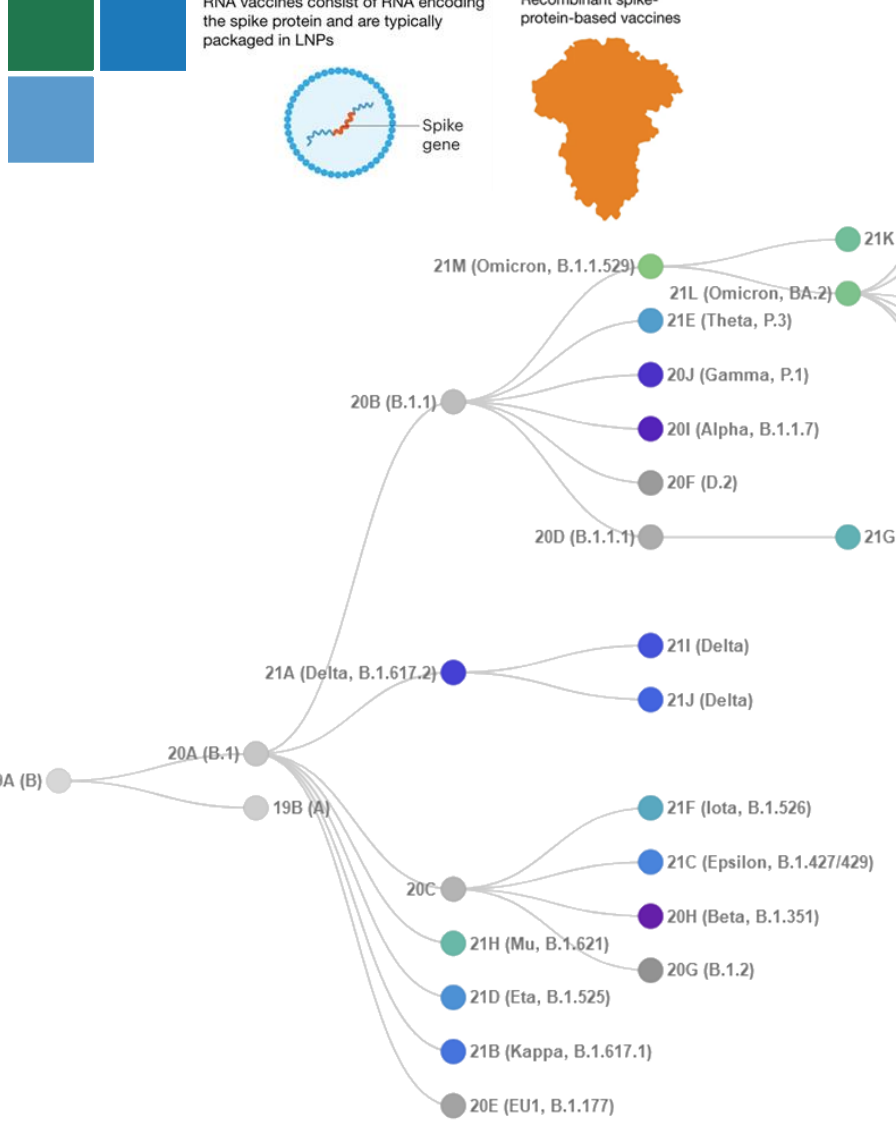 RNA vaccines consist of RNA encoding
the spike protein and are typically
packaged in LNPs
Recombinant spike-
protein-based vaccines
Spike
gene
21K
21M (Omicron, B.1.1.529)
21L (Omicron, BA.2)
21E (Theta, P.3)
20J (Gamma, P.1)
20B (B.1.1)
20I (Alpha, B.1.1.7)
20F (D.2)
20D (B.1.1.1)
21G
21I (Delta)
21A (Delta, B.1.617.2)
21J (Delta)
20A (B.1)
A (B)
19B (A)
21F (Iota, B.1.526)
21C (Epsilon, B.1.427/429)
20C
20H (Beta, B.1.351)
21H (Mu, B.1.621)
20G (B.1.2)
21D (Eta, B.1.525)
21B (Kappa, B.1.617.1)
20E (EU1, B.1.177)